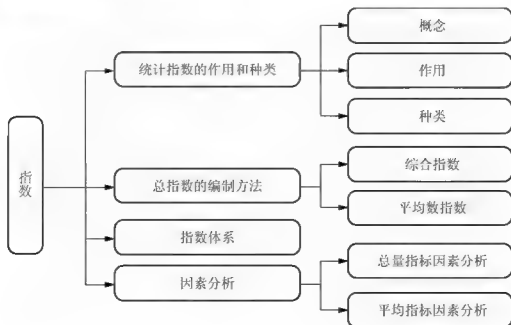 指数
统计指数的作用和种类
概念
作用
种类
总指数的编制方法
综合指数
平均数指数
指数体系
因素分析
总量指标因素分析
平均指标因素分析